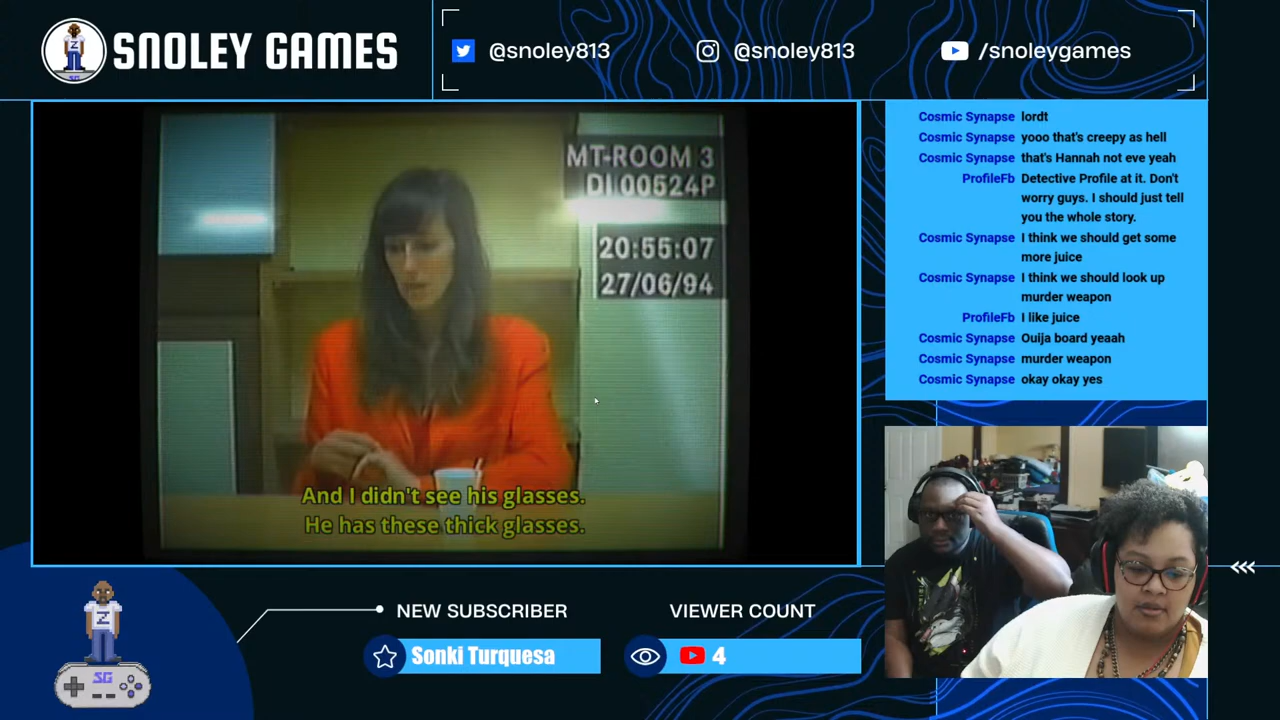 SNOLEY GAMES
@snoley813
@snoley813
/snoleygames
MT-ROOM 3
DI 00524P
20:55:07
27/06/94
And I didn't see his glasses.
He has these thick glasses.
Cosmic Synapse lordt
Cosmic Synapse yooo that's creepy as hell
Cosmic Synapse that's Hannah not eve yeah
ProfileFb Detective Profile at it. Don't
worry guys. I should just tell
you the whole story.
Cosmic Synapse I think we should get some
more juice
Cosmic Synapse I think we should look up
murder weapon
ProfileFb I like juice
Cosmic Synapse Ouija board yeaah
Cosmic Synapse murder weapon
Cosmic Synapse okay okay yes
NEW SUBSCRIBER
Sonki Turquesa
VIEWER COUNT
4
Z
SG